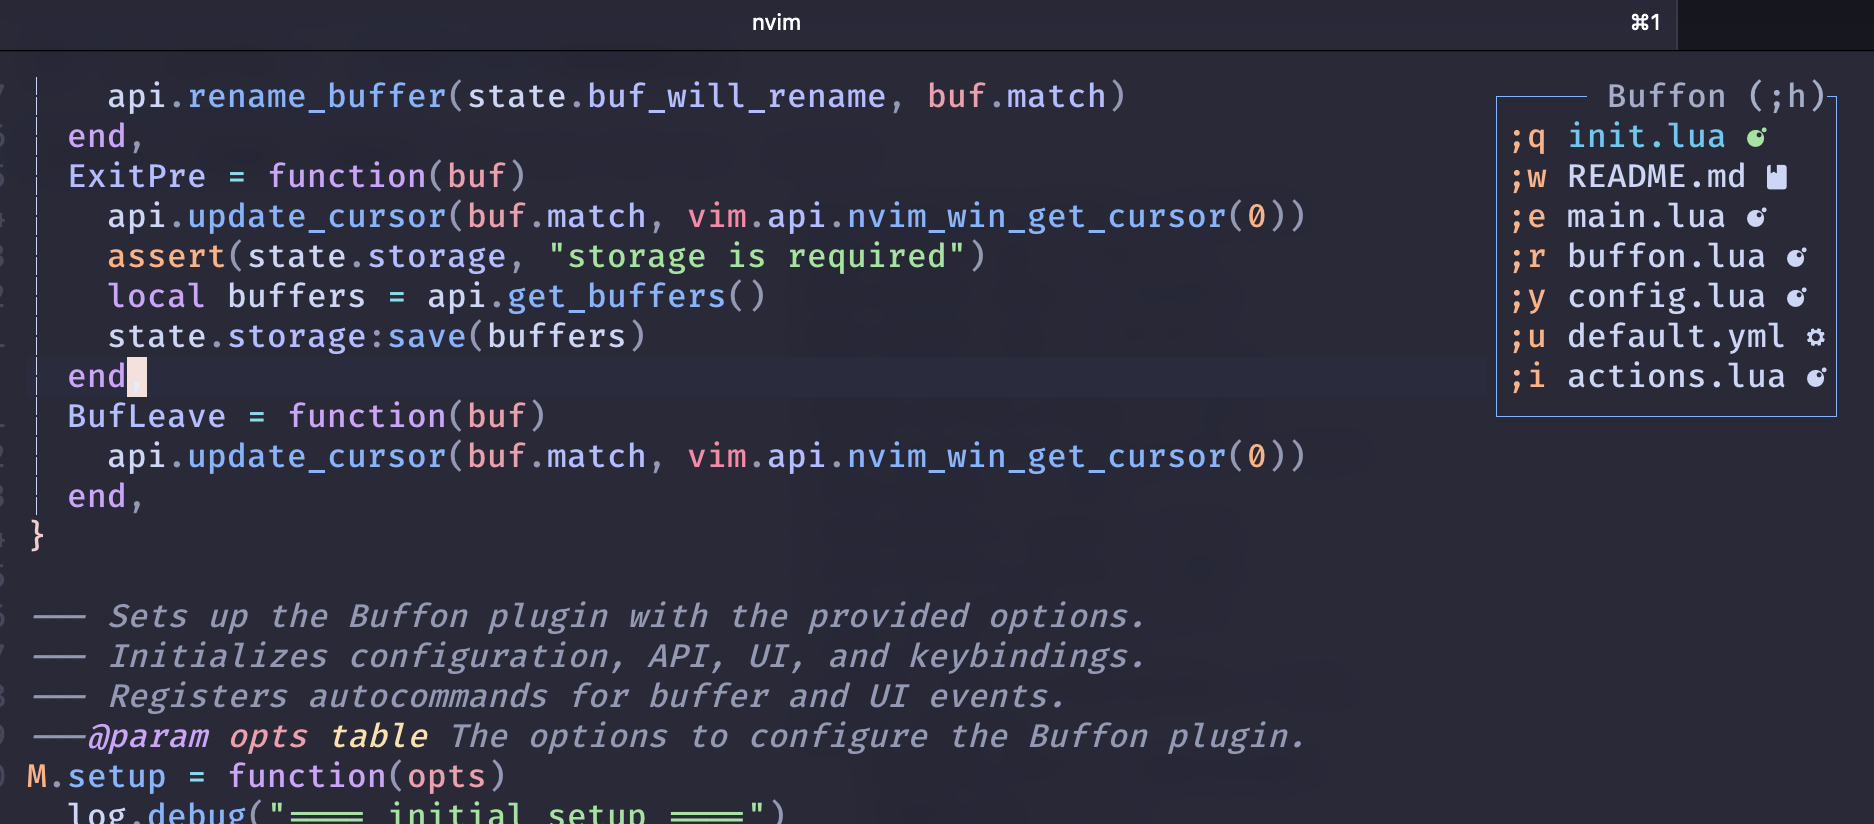 nvim ⌘1
api.rename_buffer(state.buf_will_rename, buf.match)
end,
ExitPre = function(buf)
api.update_cursor(buf.match, vim.api.nvim_win_get_cursor(0))
assert(state.storage, "storage is required")
local buffers = api.get_buffers()
state.storage:save(buffers)
end,
BufLeave = function(buf)
api.update_cursor(buf.match, vim.api.nvim_win_get_cursor(0))
end,
}
--- Sets up the Buffon plugin with the provided options.
--- Initializes configuration, API, UI, and keybindings.
--- Registers autocommands for buffer and UI events.
---@param opts table The options to configure the Buffon plugin.
M.setup = function(opts)
log.debug("==== initial setup ====")
Buffon (;h)
;q init.lua
;w README.md
;e main.lua
;r buffon.lua
;y config.lua
;u default.yml
;i actions.lua